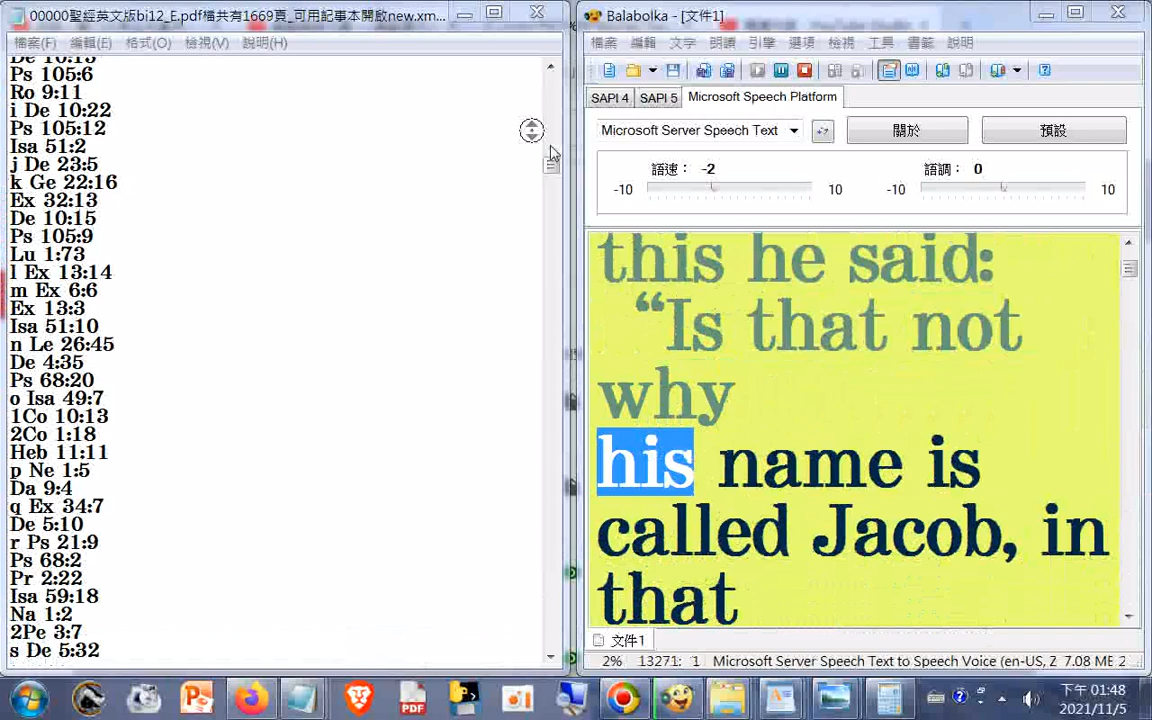 00000聖經英文版bi12_E.pdf檔共有1669頁_可用記事本開啟new.xm...
檔案(F) 編輯(E) 格式(O) 檢視(V) 說明(H)
De 10:15
Ps 105:6
Ro 9:11
i De 10:22
Ps 105:12
Isa 51:2
j De 23:5
k Ge 22:16
Ex 32:13
De 10:15
Ps 105:9
Lu 1:73
l Ex 13:14
m Ex 6:6
Ex 13:3
Isa 51:10
n Le 26:45
De 4:35
Ps 68:20
o Isa 49:7
1Co 10:13
2Co 1:18
Heb 11:11
p Ne 1:5
Da 9:4
q Ex 34:7
De 5:10
r Ps 21:9
Ps 68:2
Pr 2:22
Isa 59:18
Na 1:2
2Pe 3:7
s De 5:32
Balabolka - [文件1]
檔案 編輯 文字 朗讀 引擎 選項 檢視 工具 書籤 說明
SAPI 4 SAPI 5 Microsoft Speech Platform
Microsoft Server Speech Text 關於 預設
語速： -2 語調： 0
-10 10 -10 10
this he said:
“Is that not
why
his name is
called Jacob, in
that
文件1
2% 13271: 1 Microsoft Server Speech Text to Speech Voice (en-US, Z 7.08 MB 2
下午 01:48
2021/11/5